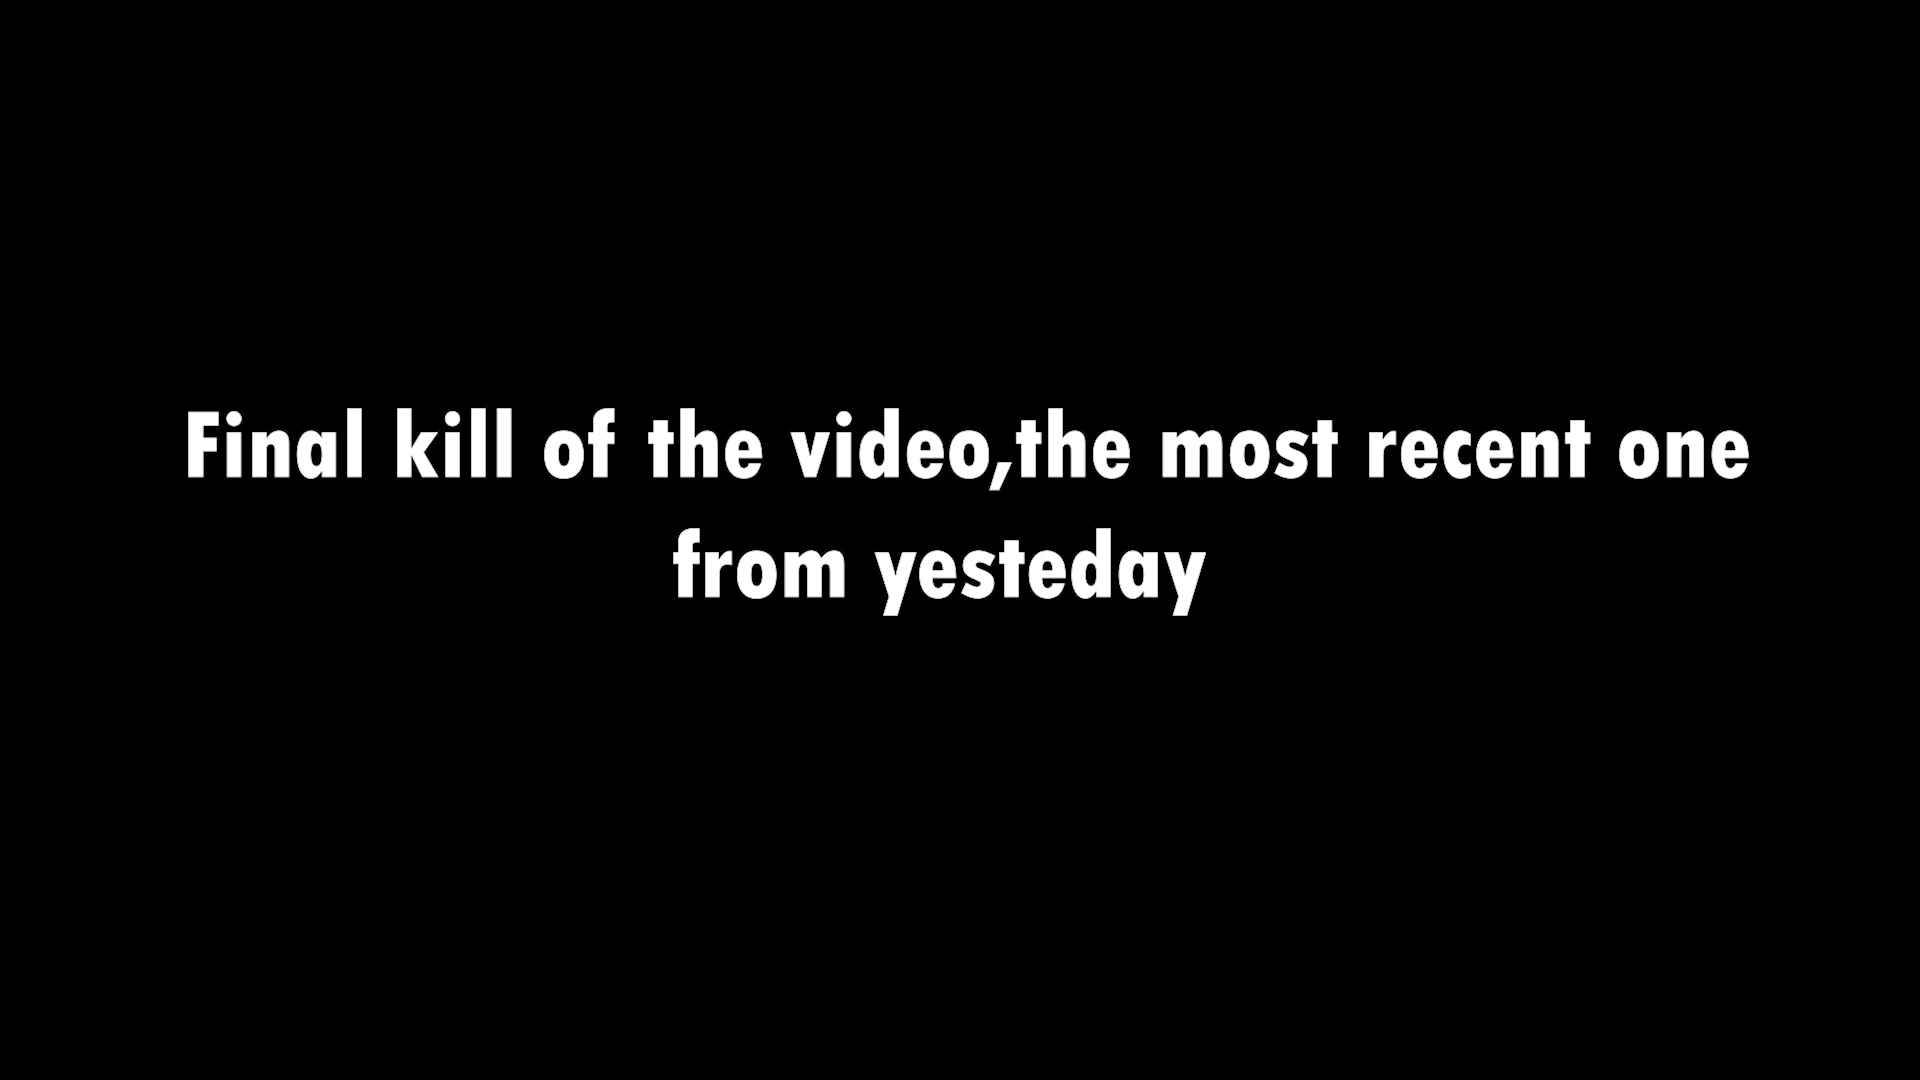 Final kill of the video,the most recent one
from yesteday